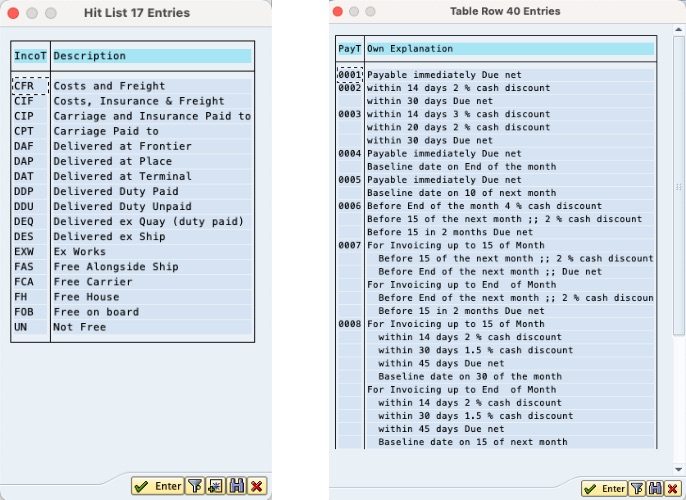 Hit List 17 Entries
IncoT Description
CFR Costs and Freight
CIF Costs, Insurance & Freight
CIP Carriage and Insurance Paid to
CPT Carriage Paid to
DAF Delivered at Frontier
DAP Delivered at Place
DAT Delivered at Terminal
DDP Delivered Duty Paid
DDU Delivered Duty Unpaid
DEQ Delivered ex Quay (duty paid)
DES Delivered ex Ship
EXW Ex Works
FAS Free Alongside Ship
FCA Free Carrier
FH Free House
FOB Free on board
UN Not Free
Enter
Table Row 40 Entries
PayT Own Explanation
0001 Payable immediately Due net
0002 within 14 days 2 % cash discount
within 30 days Due net
0003 within 14 days 3 % cash discount
within 20 days 2 % cash discount
within 30 days Due net
0004 Payable immediately Due net
Baseline date on End of the month
0005 Payable immediately Due net
Baseline date on 10 of next month
0006 Before End of the month 4 % cash discount
Before 15 of the next month ;; 2 % cash discount
Before 15 in 2 months Due net
0007 For Invoicing up to 15 of Month
Before 15 of the next month ;; 2 % cash discount
Before End of the next month ;; Due net
For Invoicing up to End of Month
Before End of the next month ;; 2 % cash discoun
Before 15 in 2 months Due net
0008 For Invoicing up to 15 of Month
within 14 days 2 % cash discount
within 30 days 1.5 % cash discount
within 45 days Due net
Baseline date on 30 of the month
For Invoicing up to End of Month
within 14 days 2 % cash discount
within 30 days 1.5 % cash discount
within 45 days Due net
Baseline date on 15 of next month
Enter